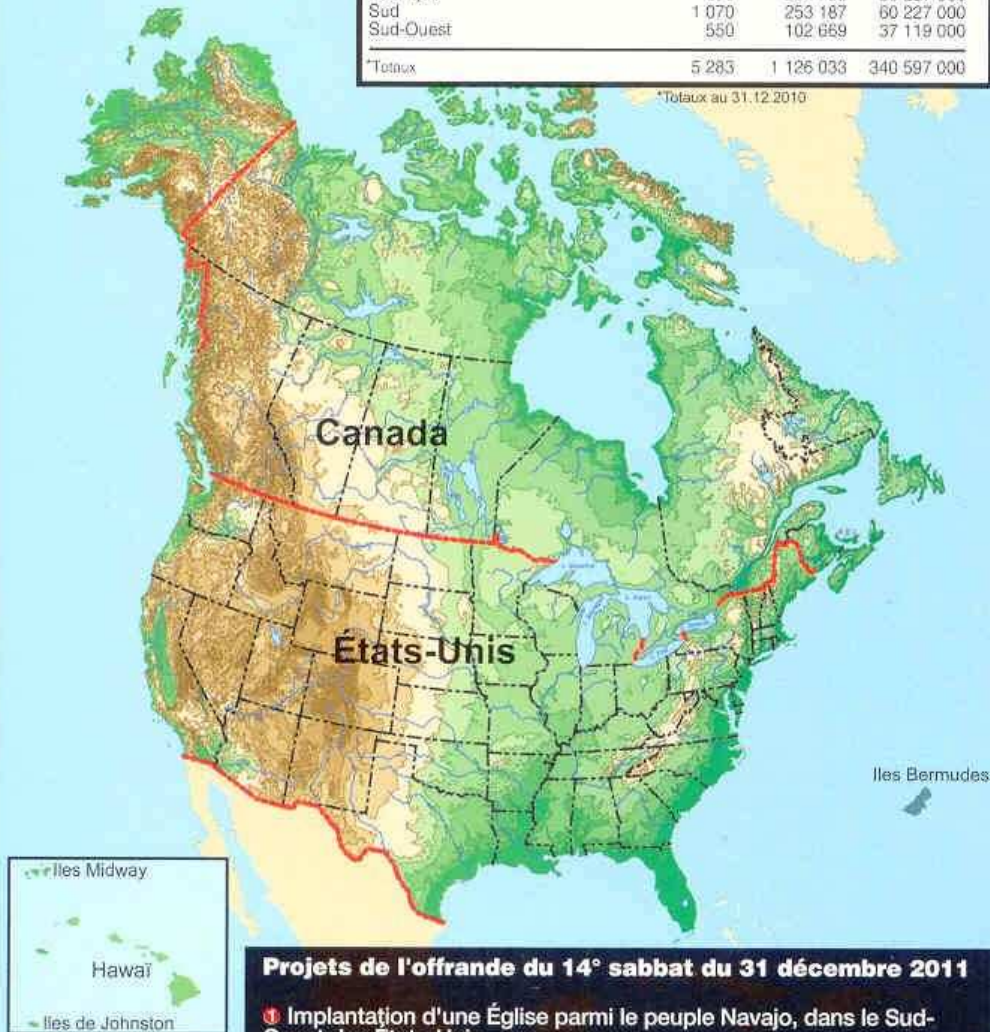 Sud 1 070 253 187 60 227 000
Sud-Ouest 550 102 669 37 119 000
*Totaux 5 283 1 126 033 340 597 000
*Totaux au 31.12.2010
Canada
États-Unis
Iles Bermudes
Iles Midway
Hawaï
Iles de Johnston
Projets de l'offrande du 14° sabbat du 31 décembre 2011
1 Implantation d'une Église parmi le peuple Navajo, dans le Sud-